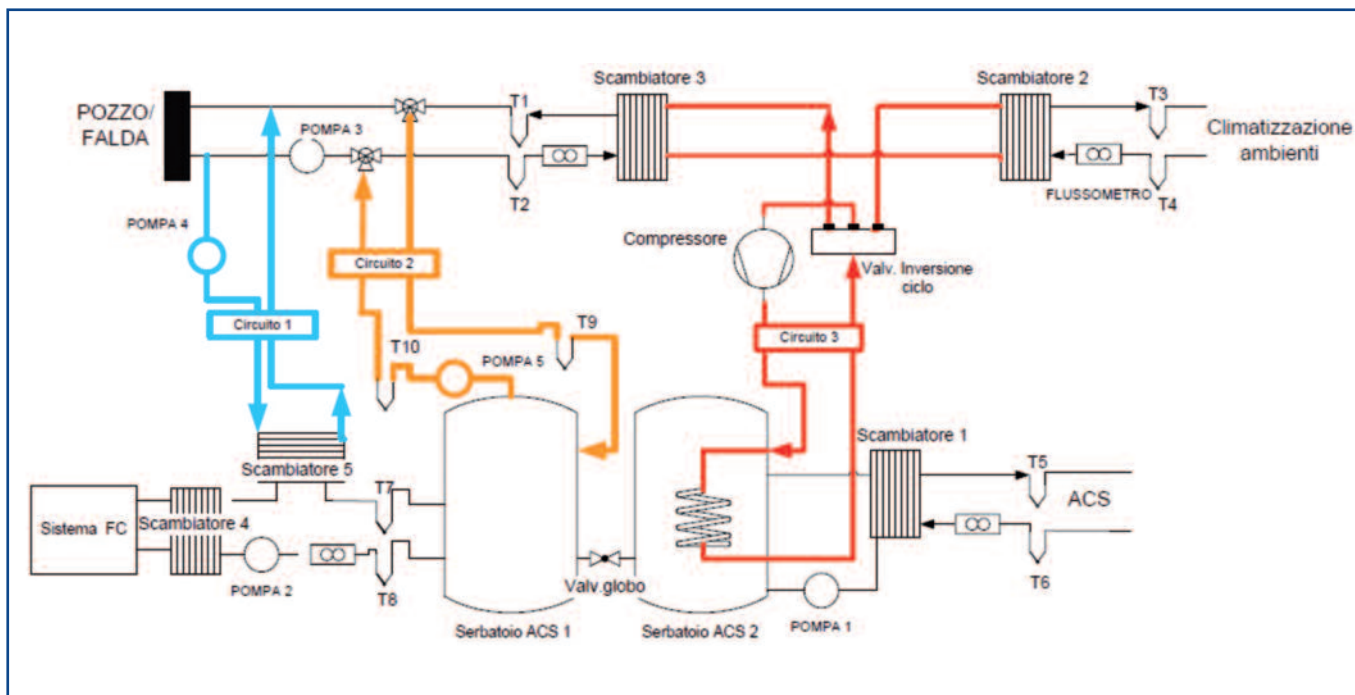 Scambiatore 3
Scambiatore 2
POZZO/
FALDA
POMPA 3
T1
T3
Climatizzazione
ambienti
T2
FLUSSOMETRO
T4
POMPA 4
Compressore
Circuito 2
Valv. Inversione
ciclo
Circuito 1
Circuito 3
T9
T10
POMPA 5
Scambiatore 1
Scambiatore 5
T7
T5
ACS
Sistema FC
Scambiatore 4
POMPA 2
T8
Valv.globo
T6
Serbatoio ACS 1
Serbatoio ACS 2
POMPA 1